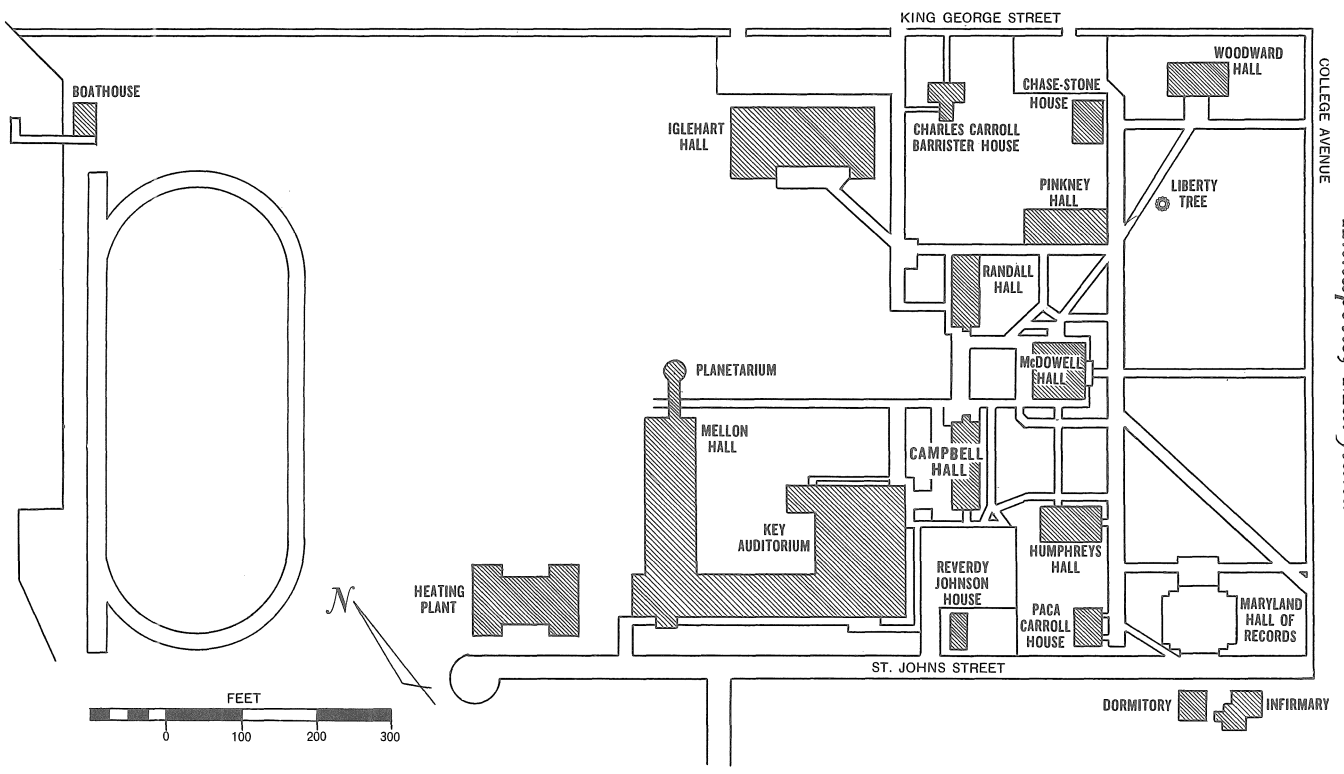 KING GEORGE STREET
WOODWARD
HALL
COLLEGE AVENUE
BOATHOUSE
CHASE-STONE
HOUSE
IGLEHART
HALL
CHARLES CARROLL
BARRISTER HOUSE
PINKNEY
HALL
LIBERTY
TREE
RANDALL
HALL
PLANETARIUM
McDOWELL
HALL
MELLON
HALL
CAMPBELL
HALL
KEY
AUDITORIUM
HUMPHREYS
HALL
HEATING
PLANT
REVERDY
JOHNSON
HOUSE
PACA
CARROLL
HOUSE
MARYLAND
HALL OF
RECORDS
N
ST. JOHNS STREET
FEET
0 100 200 300
DORMITORY
INFIRMARY